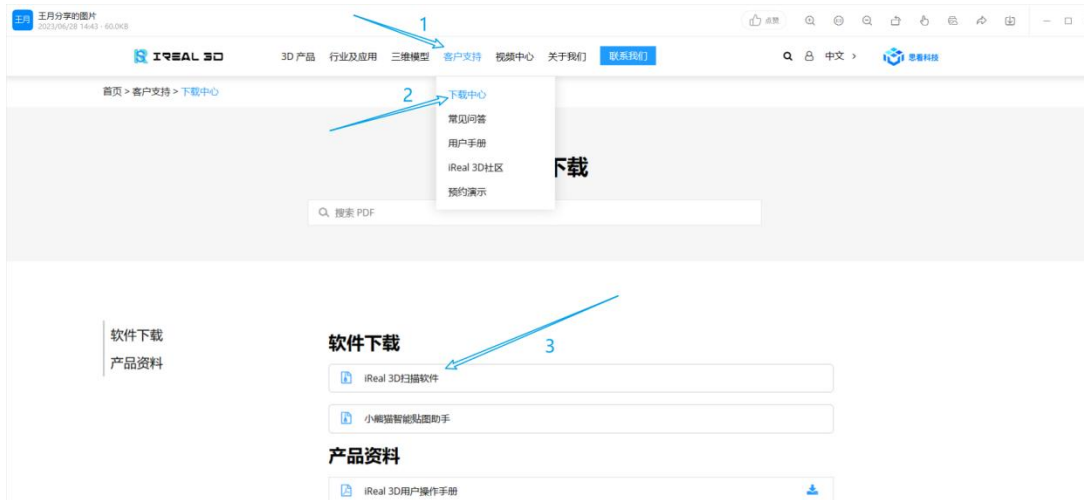 王月 王月分享的图片
2023/06/28 14:43 - 60.0KB
点赞
1
IREAL 3D 3D 产品 行业及应用 三维模型 客户支持 视频中心 关于我们 联系我们 中文 思看科技
首页 > 客户支持 > 下载中心
2
下载中心
常见问答
用户手册
iReal 3D社区
预约演示
下载
搜索 PDF
软件下载
产品资料
软件下载
3
iReal 3D扫描软件
小熊猫智能贴图助手
产品资料
iReal 3D用户操作手册